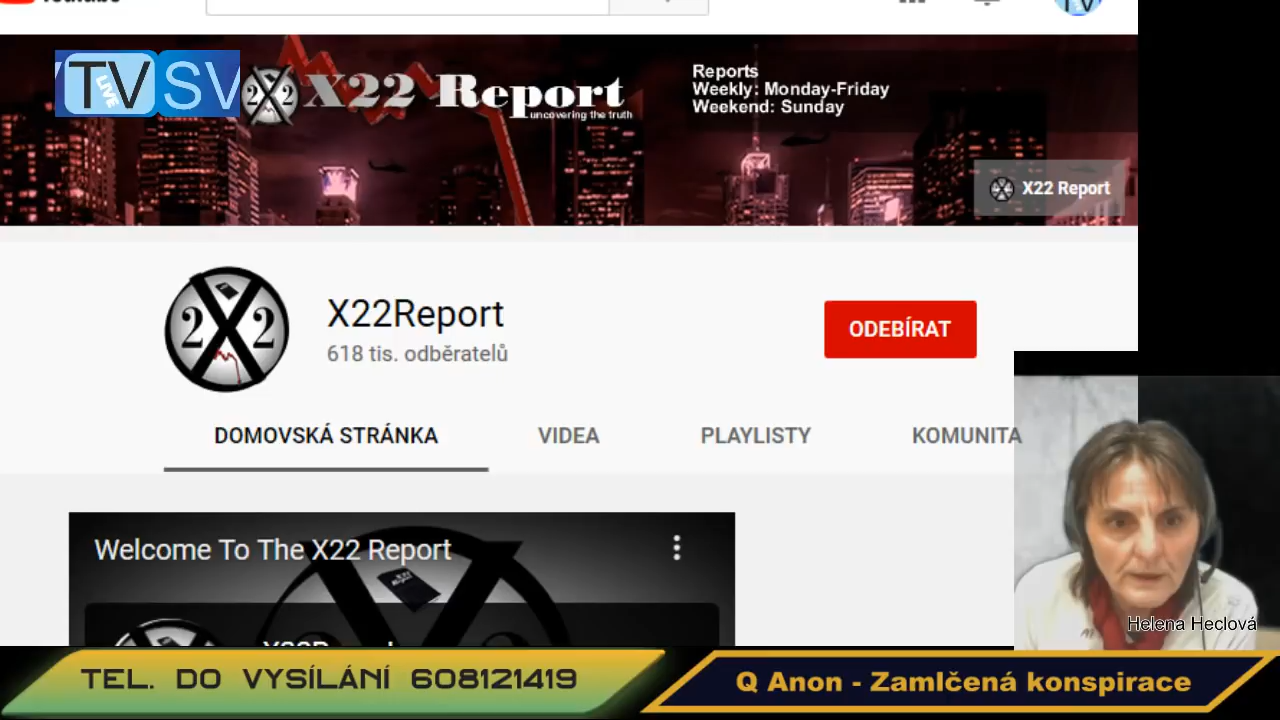 TV SV
LIVE
X22 Report
uncovering the truth
Reports
Weekly: Monday-Friday
Weekend: Sunday
X22 Report
2X2
X22Report
618 tis. odběratelů
ODEBÍRAT
DOMOVSKÁ STRÁNKA
VIDEA
PLAYLISTY
KOMUNITA
Welcome To The X22 Report
Helena Heclová
TEL. DO VYSÍLÁNÍ 608121419
Q Anon - Zamlčená konspirace